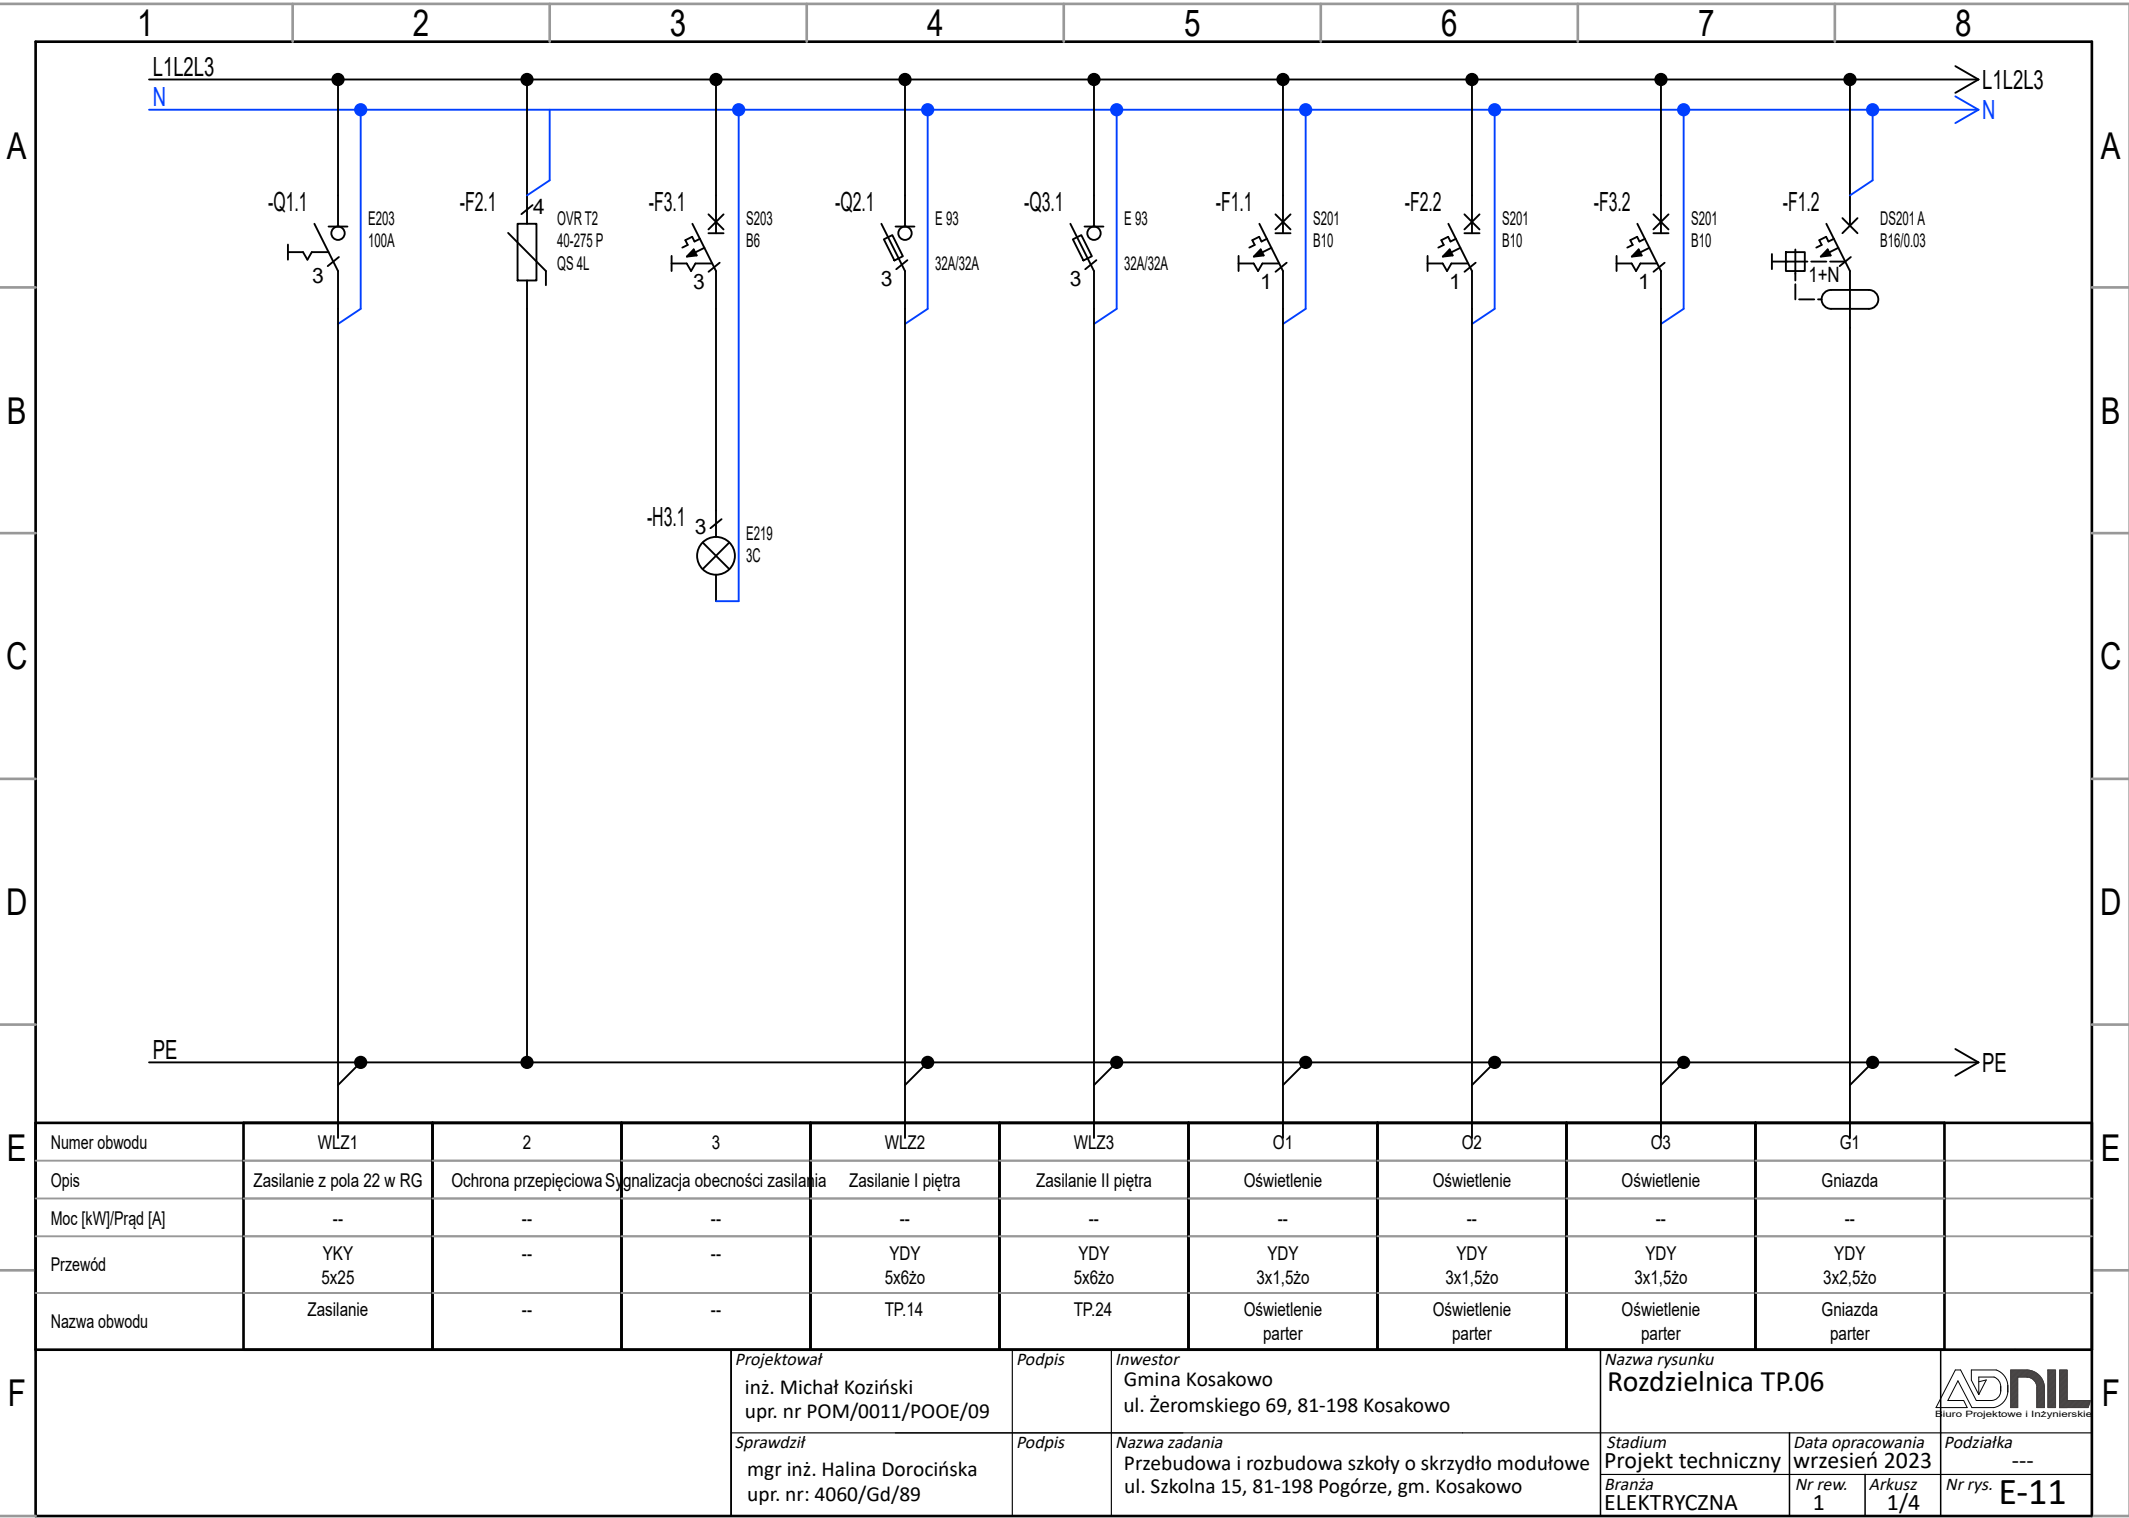 1 2 3 4 5 6 7 8
L1L2L3 L1L2L3
N N
A A
-Q1.1 E203
100A
3
-F2.1 4 OVR T2
40-275 P
QS 4L
-F3.1 S203
B6
3
-Q2.1 E 93
32A/32A
3
-Q3.1 E 93
32A/32A
3
-F1.1 S201
B10
1
-F2.2 S201
B10
1
-F3.2 S201
B10
1
-F1.2 DS201 A
B16/0.03
1+N
B B
-H3.1 3 E219
3C
C C
D D
PE PE
E E
Numer obwodu WLZ1 2 3 WLZ2 WLZ3 O1 O2 O3 G1
Opis Zasilanie z pola 22 w RG Ochrona przepięciowa Sygnalizacja obecności zasilania Zasilanie I piętra Zasilanie II piętra Oświetlenie Oświetlenie Oświetlenie Gniazda
Moc [kW]/Prąd [A] -- -- -- -- -- -- -- -- --
Przewód YKY -- -- YDY YDY YDY YDY YDY YDY
5x25 5x6żo 5x6żo 3x1,5żo 3x1,5żo 3x1,5żo 3x2,5żo
Nazwa obwodu Zasilanie -- -- TP.14 TP.24 Oświetlenie Oświetlenie Oświetlenie Gniazda
parter parter parter parter
F F
Projektował
inż. Michał Koziński
upr. nr POM/0011/POOE/09
Podpis
Inwestor
Gmina Kosakowo
ul. Żeromskiego 69, 81-198 Kosakowo
Nazwa rysunku
Rozdzielnica TP.06
ADNIL
Biuro Projektowe i Inżynierskie
Sprawdził
mgr inż. Halina Dorocińska
upr. nr: 4060/Gd/89
Podpis
Nazwa zadania
Przebudowa i rozbudowa szkoły o skrzydło modułowe
ul. Szkolna 15, 81-198 Pogórze, gm. Kosakowo
Stadium
Projekt techniczny
Data opracowania
wrzesień 2023
Podziałka
---
Branża
ELEKTRYCZNA
Nr rew.
1
Arkusz
1/4
Nr rys. E-11